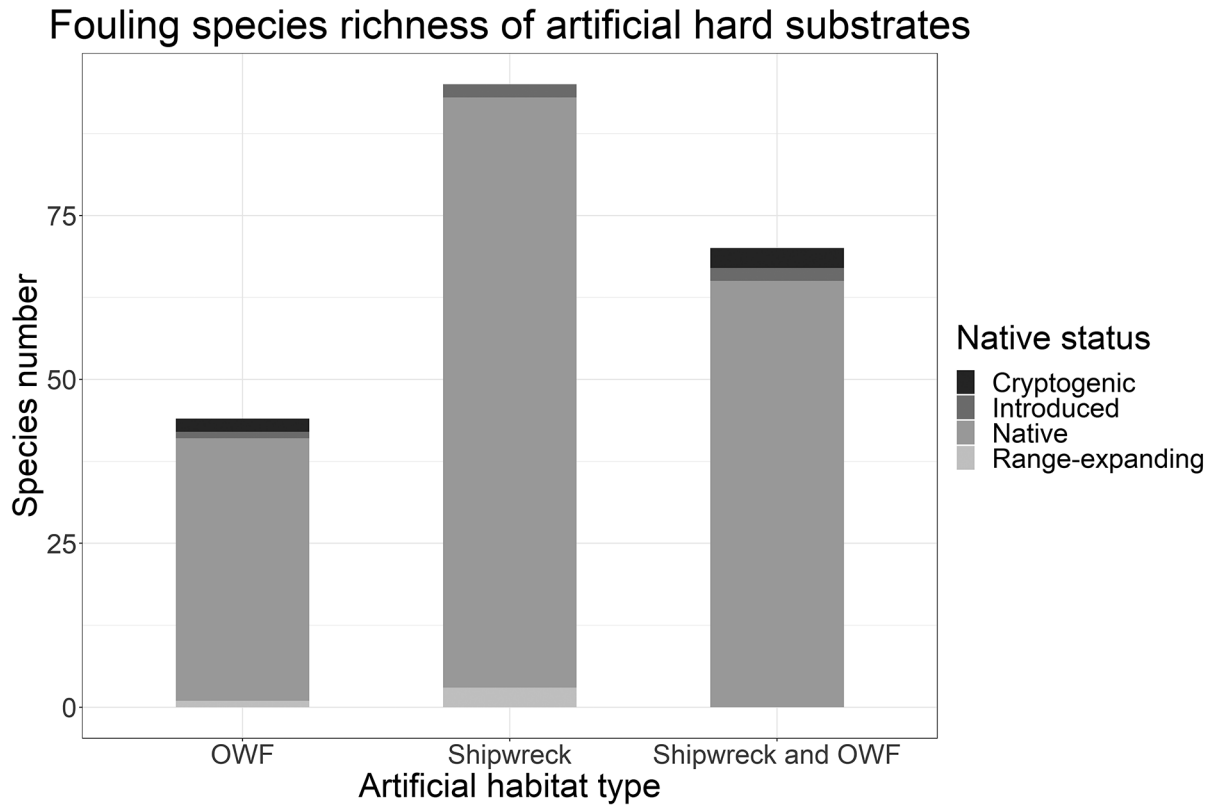 Fouling species richness of artificial hard substrates
Species number
75
50
25
0
OWF
Shipwreck
Shipwreck and OWF
Artificial habitat type
Native status
Cryptogenic
Introduced
Native
Range-expanding